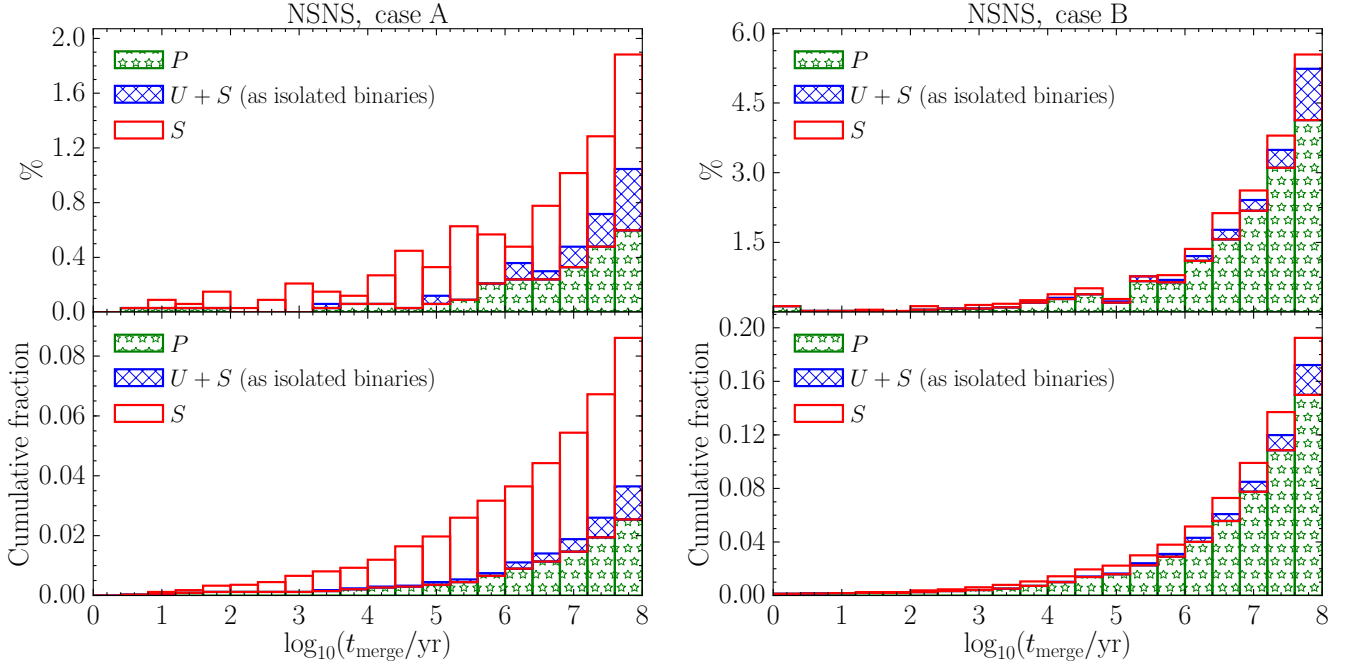 NSNS, case A
2.0
1.6
1.2
0.8
0.4
0.0
%
P
U + S (as isolated binaries)
S
0.08
0.06
0.04
0.02
0.00
Cumulative fraction
P
U + S (as isolated binaries)
S
0 1 2 3 4 5 6 7 8
log10(tmerge/yr)
NSNS, case B
6.0
4.5
3.0
1.5
%
P
U + S (as isolated binaries)
S
0.20
0.16
0.12
0.08
0.04
0.00
Cumulative fraction
P
U + S (as isolated binaries)
S
0 1 2 3 4 5 6 7 8
log10(tmerge/yr)